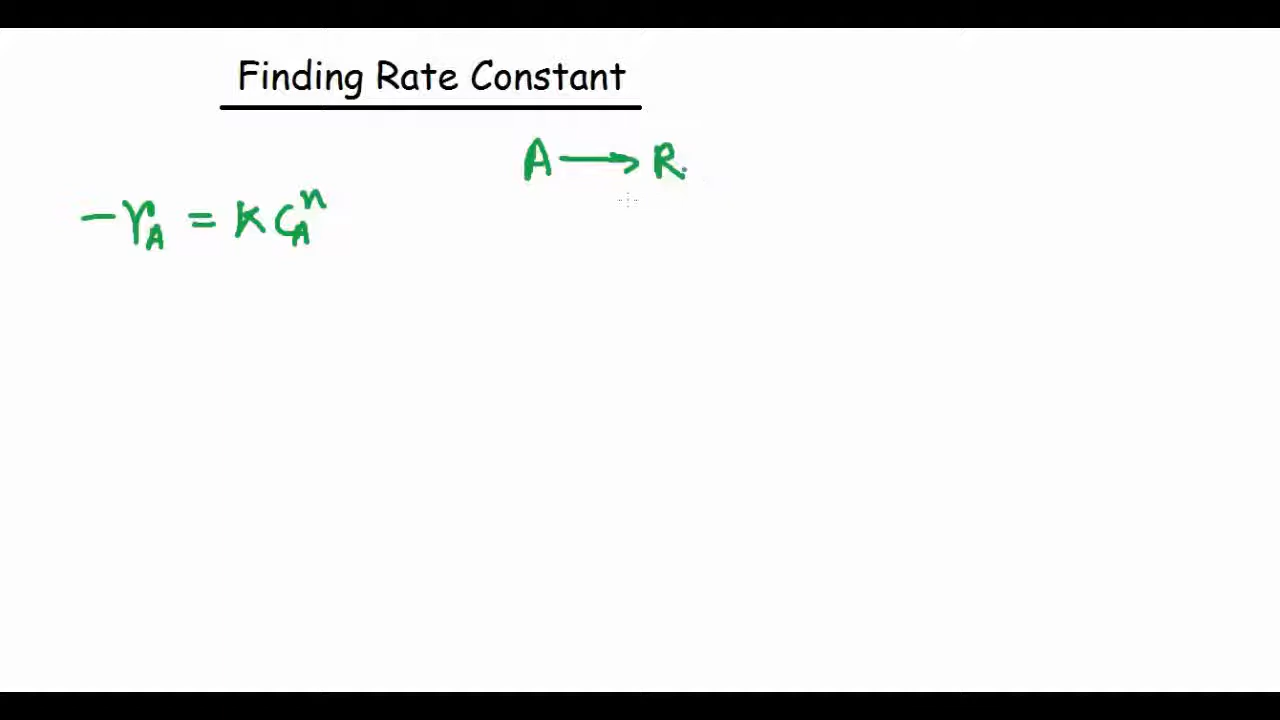 Finding Rate Constant
A → R
-r_A = K C_A^n